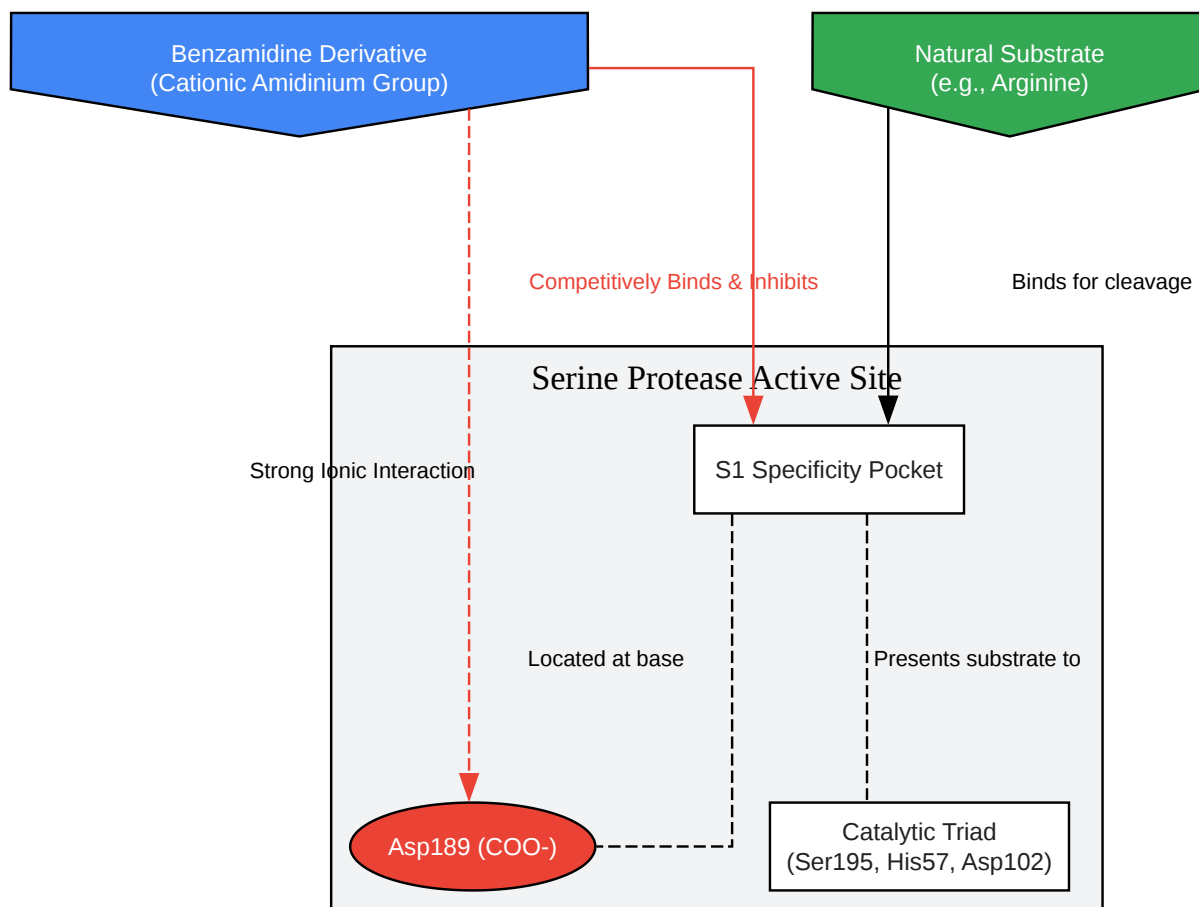 Benzamidine Derivative
(Cationic Amidinium Group)
Natural Substrate
(e.g., Arginine)
Competitively Binds & Inhibits
Binds for cleavage
Serine Protease Active Site
Strong Ionic Interaction
S1 Specificity Pocket
Located at base
Presents substrate to
Asp189 (COO-)
Catalytic Triad
(Ser195, His57, Asp102)